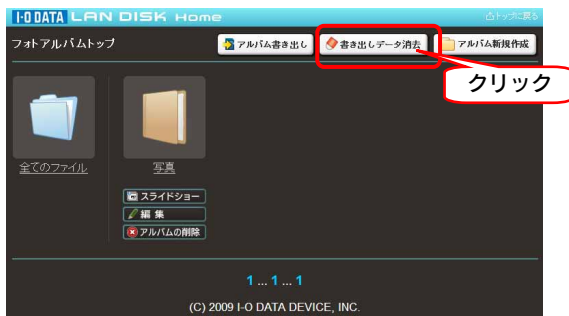 I-O DATA LAN DISK Home
凸トップに戻る
フォトアルバムトップ
アルバム書き出し
書き出しデータ消去
アルバム新規作成
クリック
全てのファイル
写真
スライドショー
編 集
アルバムの削除
1 ... 1 ... 1
(C) 2009 I-O DATA DEVICE, INC.